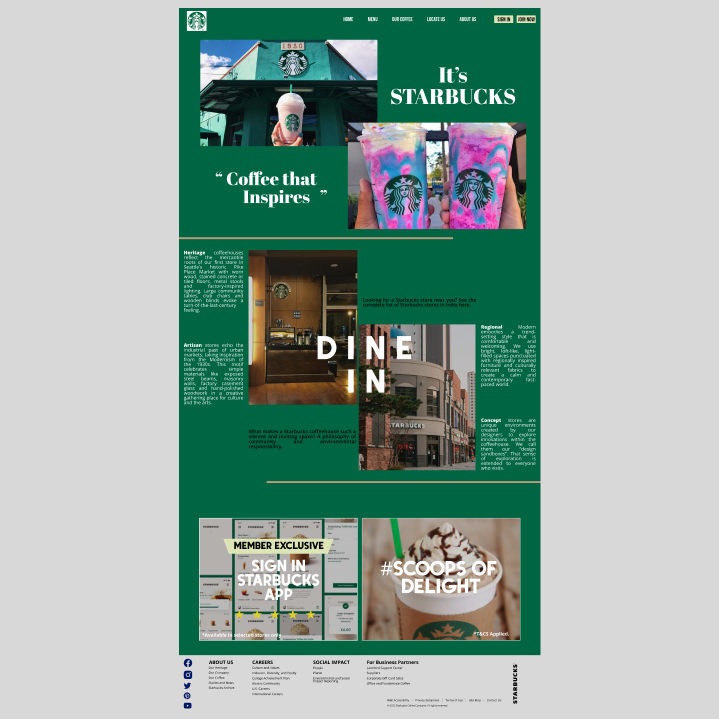 HOME MENU OUR COFFEE LOCATE US ABOUT US SIGN IN JOIN NOW
1930
It's
STARBUCKS
“ Coffee that
Inspires ”
Heritage coffeehouses
reflect the mercantile
roots of our first store in
Seattle's historic Pike
Place Market with worn
wood, stained concrete or
tiled floors, metal stools
and factory-inspired
lighting. Large community
tables, club chairs and
wooden blinds evoke a
turn-of-the-last-century
feeling.
Looking for a Starbucks store near you? See the
complete list of Starbucks stores in India here.
Artisan stores echo the
industrial past of urban
markets, taking inspiration
from the Modernism of
the 1930s. This motif
celebrates simple
materials like exposed
steel beams, masonry
walls, factory casement
glass and hand-polished
woodwork in a creative
gathering place for culture
and the arts.
DINE
IN
Regional Modern
embodies a trend-
setting style that is
comfortable and
welcoming. We use
bright, loft-like, light-
filled spaces punctuated
with regionally inspired
furniture and culturally
relevant fabrics to
create a calm and
contemporary fast-
paced world.
STARBUCKS
What makes a Starbucks Coffeehouse such a
vibrant and inviting space? A philosophy of
community and environmental
responsibility.
Concept stores are
unique environments
created by our
designers to explore
innovations within the
coffeehouse. We call
them our "design
sandboxes". That sense
of exploration is
extended to everyone
who visits.
MEMBER EXCLUSIVE
SIGN IN
STARBUCKS
APP
*Available in selected stores only
#SCOOPS OF
DELIGHT
*T&CS Applied.
ABOUT US
Our Heritage
Our Company
Our Coffee
Stories and News
Starbucks Archive
CAREERS
Culture and Values
Inclusion, Diversity, and Equity
College Achievement Plan
Alumni Community
U.S. Careers
International Careers
SOCIAL IMPACT
People
Planet
Environmental and Social
Impact Reporting
For Business Partners
Landlord Support Center
Suppliers
Corporate Gift Card Sales
Office and Foodservice Coffee
STARBUCKS
Web Accessibility | Privacy Statement | Terms of Use | Site Map | Contact Us
© 2022 Starbucks Coffee Company. All rights reserved.